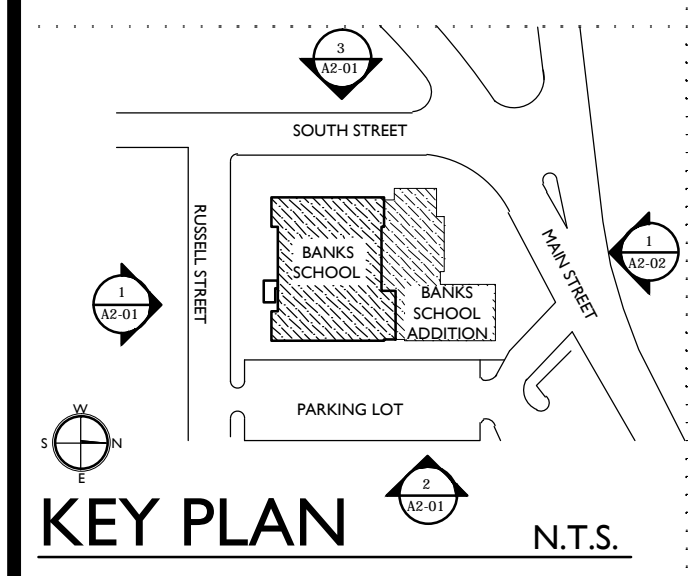 3
A2-01
SOUTH STREET
RUSSELL STREET
BANKS
SCHOOL
MAIN STREET
1
A2-02
1
A2-01
BANKS
SCHOOL
ADDITION
PARKING LOT
W
S
N
E
2
A2-01
KEY PLAN
N.T.S.